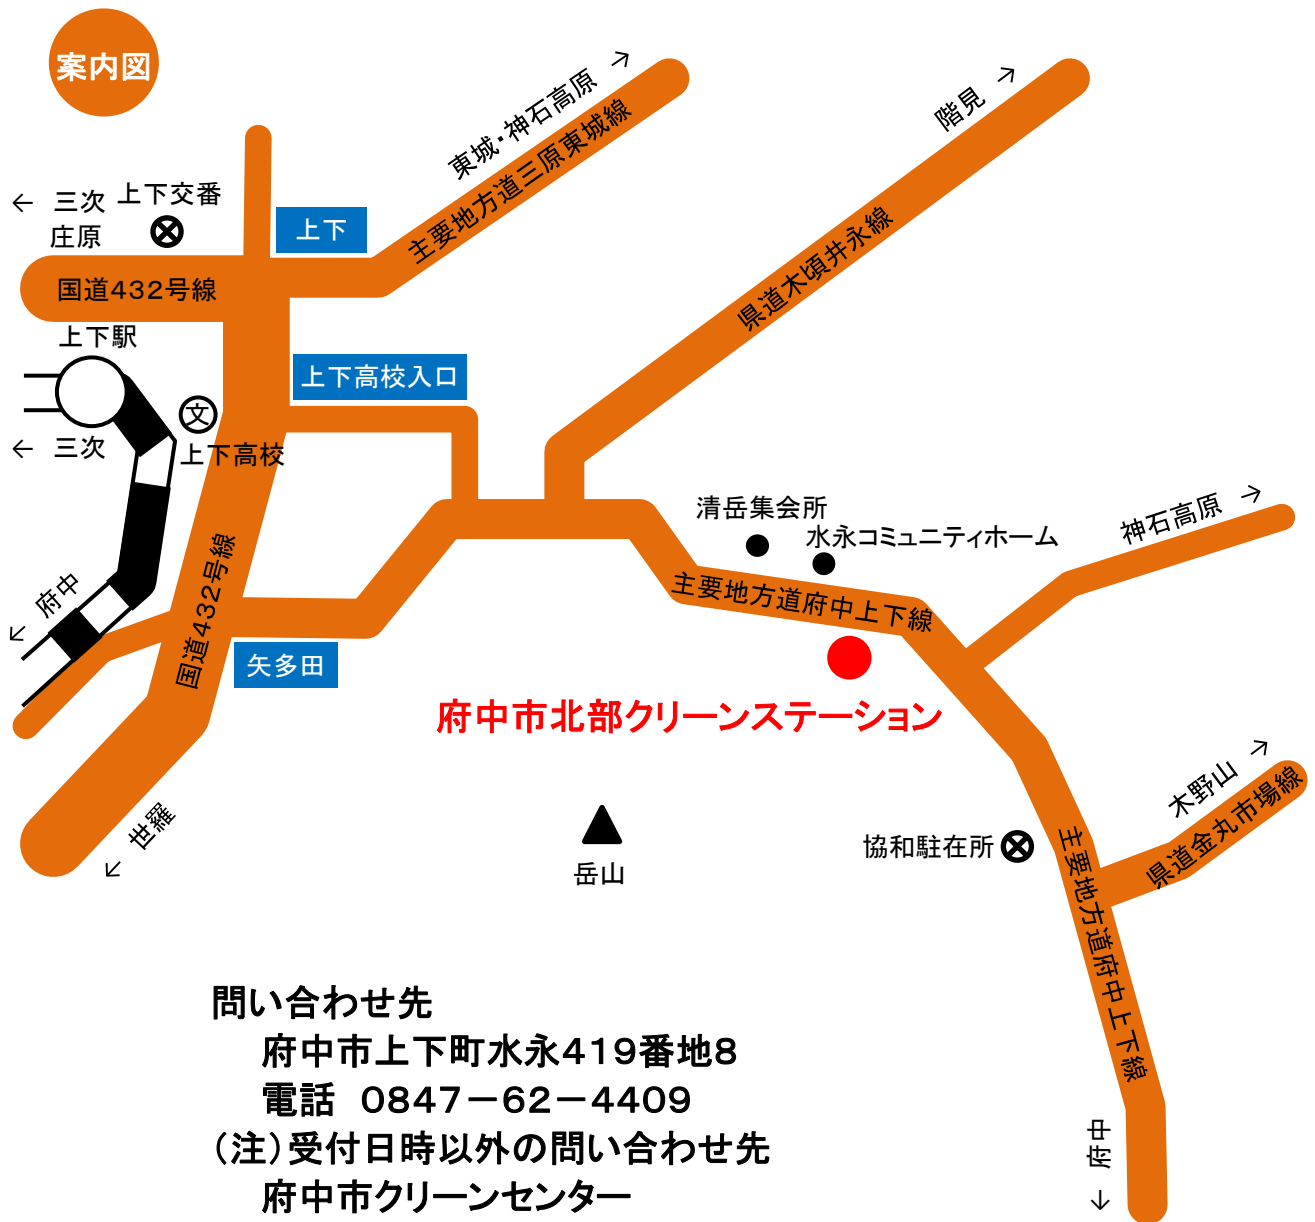 案内図
東城・神石高原 →
主要地方道三原東城線
階見 →
県道木頃井永線
← 三次
庄原
上下交番
上下
国道432号線
上下駅
上下高校入口
文
上下高校
← 三次
清岳集会所
水永コミュニティホーム
神石高原 →
主要地方道府中上下線
← 府中
国道432号線
矢多田
府中市北部クリーンステーション
木野山 →
県道金丸市場線
← 世羅
岳山
協和駐在所
主要地方道府中上下線
← 府中
問い合わせ先
府中市上下町水永419番地8
電話 0847-62-4409
(注)受付日時以外の問い合わせ先
府中市クリーンセンター